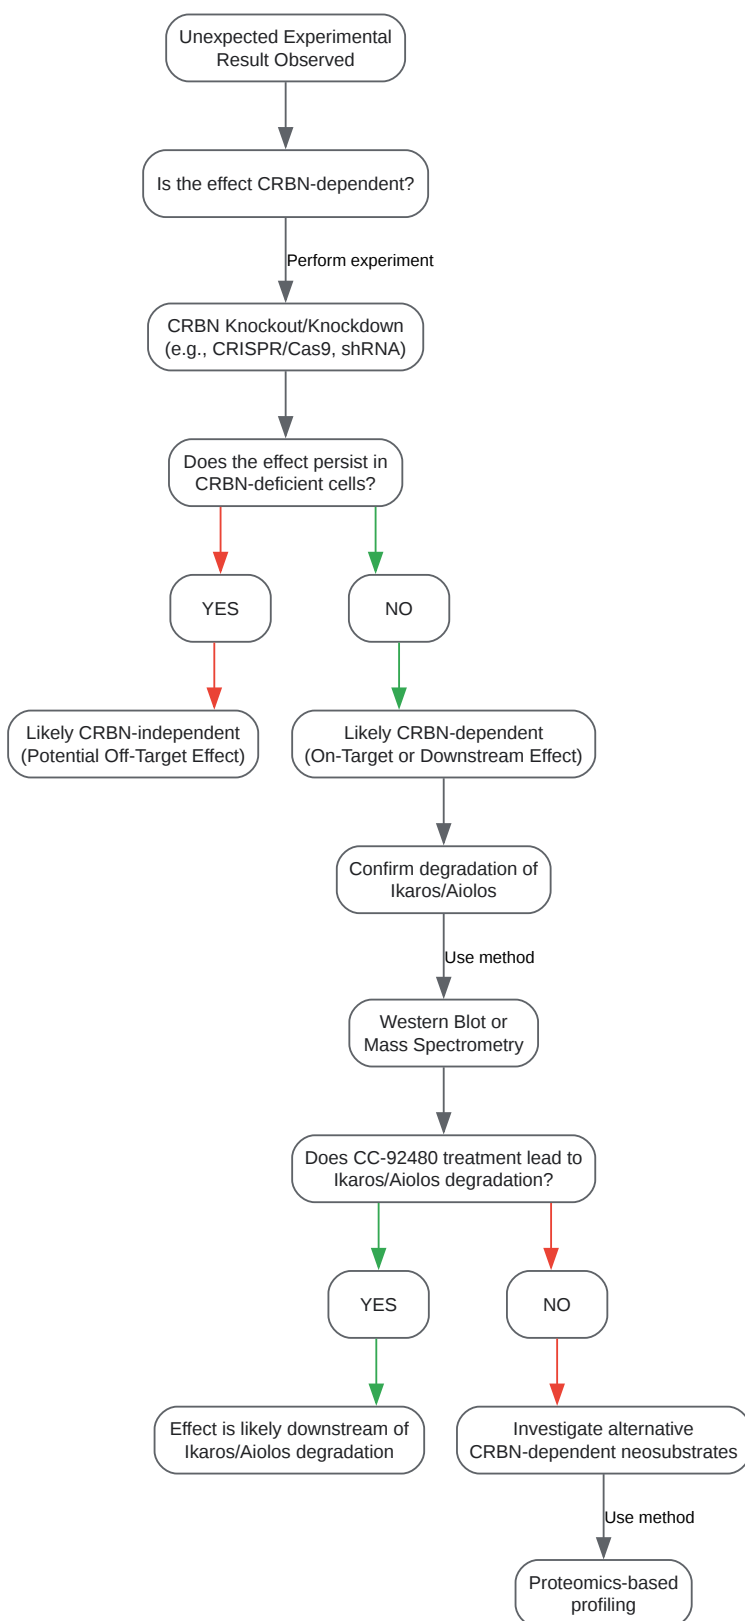 Unexpected Experimental
Result Observed
Is the effect CRBN-dependent?
Perform experiment
CRBN Knockout/Knockdown
(e.g., CRISPR/Cas9, shRNA)
Does the effect persist in
CRBN-deficient cells?
YES
NO
Likely CRBN-independent
(Potential Off-Target Effect)
Likely CRBN-dependent
(On-Target or Downstream Effect)
Confirm degradation of
Ikaros/Aiolos
Use method
Western Blot or
Mass Spectrometry
Does CC-92480 treatment lead to
Ikaros/Aiolos degradation?
YES
NO
Effect is likely downstream of
Ikaros/Aiolos degradation
Investigate alternative
CRBN-dependent neosubstrates
Use method
Proteomics-based
profiling